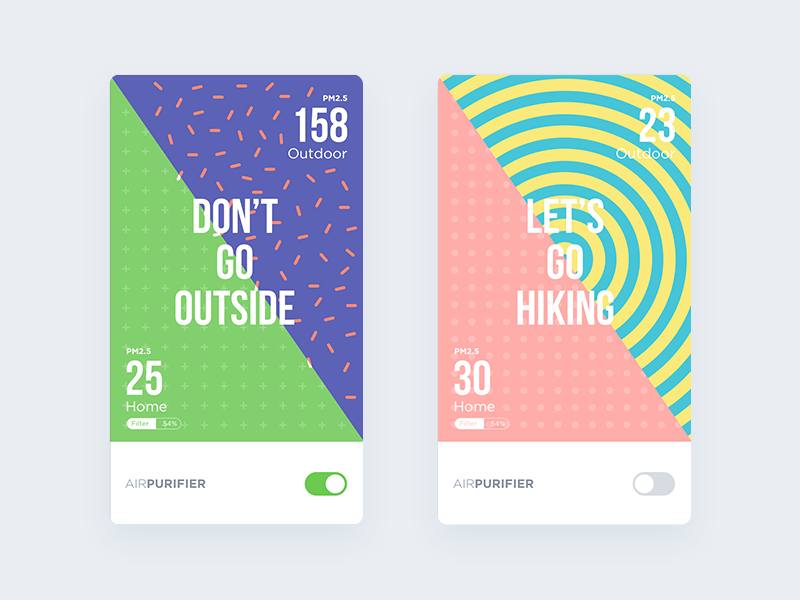 PM2.5
158
Outdoor
DON'T
GO
OUTSIDE
PM2.5
25
Home
Filter 54%
AIRPURIFIER
PM2.5
23
Outdoor
LET'S
GO
HIKING
PM2.5
30
Home
Filter 54%
AIRPURIFIER